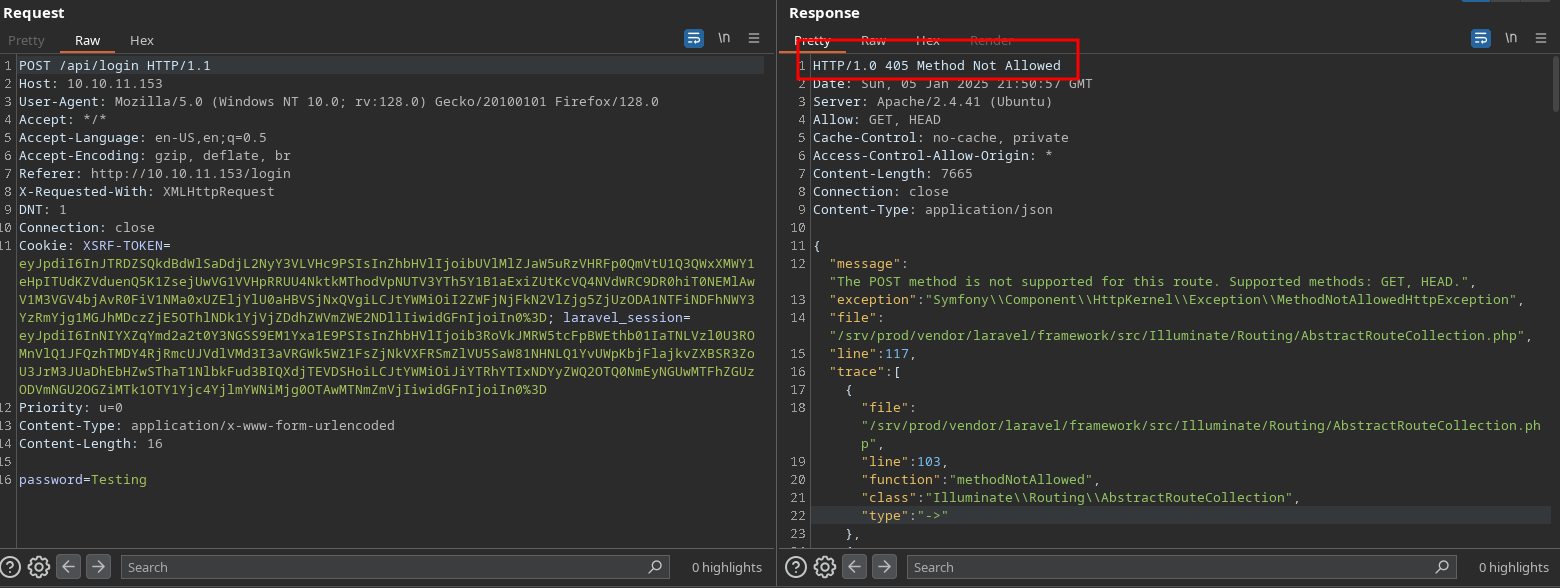 Request
Pretty Raw Hex
\n
1 POST /api/login HTTP/1.1
2 Host: 10.10.11.153
3 User-Agent: Mozilla/5.0 (Windows NT 10.0; rv:128.0) Gecko/20100101 Firefox/128.0
4 Accept: */*
5 Accept-Language: en-US,en;q=0.5
6 Accept-Encoding: gzip, deflate, br
7 Referer: http://10.10.11.153/login
8 X-Requested-With: XMLHttpRequest
9 DNT: 1
10 Connection: close
11 Cookie: XSRF-TOKEN=
eyJpdiI6InJTRDZSQkdBdWlSaDdjL2NyY3VLVHc9PSIsInZhbHVlIjoibUVlMlZJaW5uRzVHRFp0QmVtU1Q3QWxXMWY1
eHpITUdKZVduenQ5K1ZsejUwVG1VVHpRRUU4NktkMThodVpNUTV3YTh5Y1B1aExiZUtKcVQ4NVdWRC9DR0hiT0NEMlAw
V1M3VGV4bjAvR0FiV1NMa0xUZEljYlU0aHBVSjNxQVgiLCJtYWMiOiI2ZWFjNjFkN2VlZjg5ZjUzODA1NTFiNDFhNWY3
YzRmYjg1MGJhMDczZjE5OThlNDk1YjVjZDdhZWVmZWE2NDllIiwidGFnIjoiIn0%3D; laravel_session=
12 Priority: u=0
13 Content-Type: application/x-www-form-urlencoded
14 Content-Length: 16
15
16 password=Testing
Search
0 highlights
Response
Pretty Raw Hex Render
\n
1 HTTP/1.0 405 Method Not Allowed
2 Date: Sun, 05 Jan 2025 21:50:57 GMT
3 Server: Apache/2.4.41 (Ubuntu)
4 Allow: GET, HEAD
5 Cache-Control: no-cache, private
6 Access-Control-Allow-Origin: *
7 Content-Length: 7665
8 Connection: close
9 Content-Type: application/json
10
11 {
12 "message":
"The POST method is not supported for this route. Supported methods: GET, HEAD.",
13 "exception":"Symfony\\Component\\HttpKernel\\Exception\\MethodNotAllowedHttpException",
14 "file":
"/srv/prod/vendor/laravel/framework/src/Illuminate/Routing/AbstractRouteCollection.php",
15 "line":117,
16 "trace":[
17 {
18 "file":
"/srv/prod/vendor/laravel/framework/src/Illuminate/Routing/AbstractRouteCollection.ph
p",
19 "line":103,
20 "function":"methodNotAllowed",
21 "class":"Illuminate\\Routing\\AbstractRouteCollection",
22 "type":"->"
23 },
Search
0 highlights